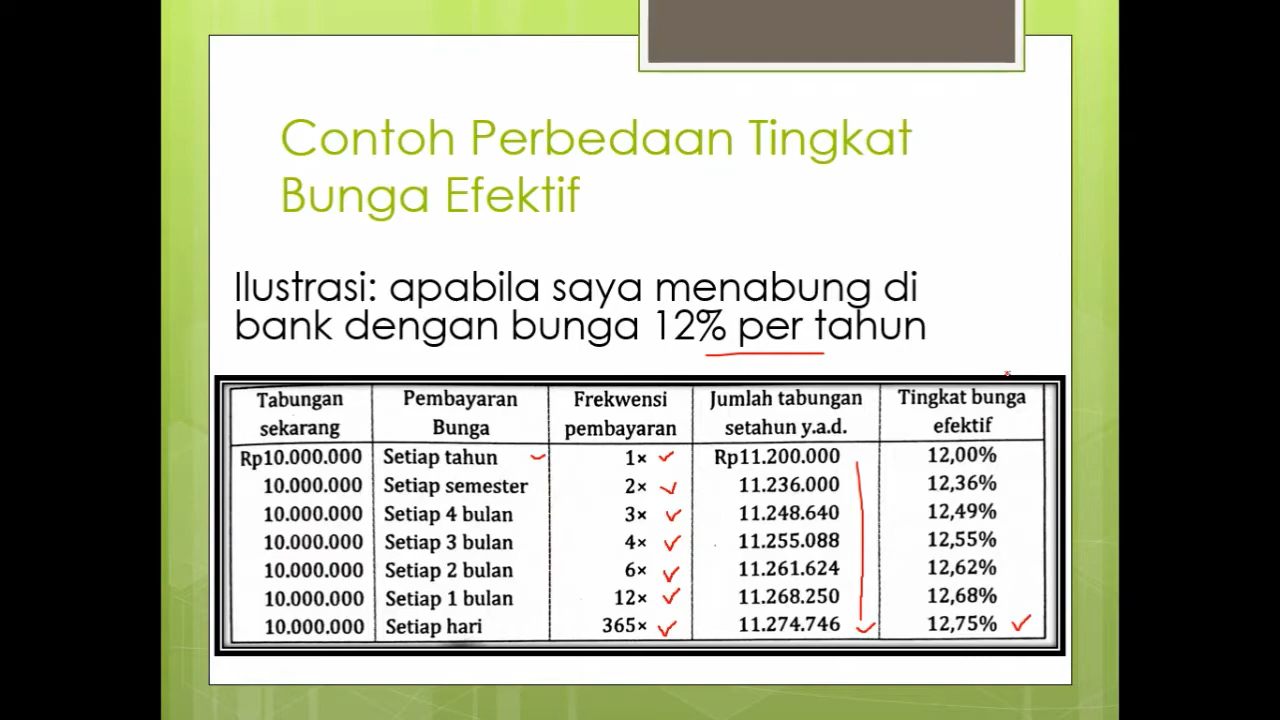 Contoh Perbedaan Tingkat
Bunga Efektif
Ilustrasi: apabila saya menabung di
bank dengan bunga 12% per tahun
Tabungan sekarang Pembayaran Bunga Frekwensi pembayaran Jumlah tabungan setahun y.a.d. Tingkat bunga efektif
Rp10.000.000 Setiap tahun 1× Rp11.200.000 12,00%
10.000.000 Setiap semester 2× 11.236.000 12,36%
10.000.000 Setiap 4 bulan 3× 11.248.640 12,49%
10.000.000 Setiap 3 bulan 4× 11.255.088 12,55%
10.000.000 Setiap 2 bulan 6× 11.261.624 12,62%
10.000.000 Setiap 1 bulan 12× 11.268.250 12,68%
10.000.000 Setiap hari 365× 11.274.746 12,75%